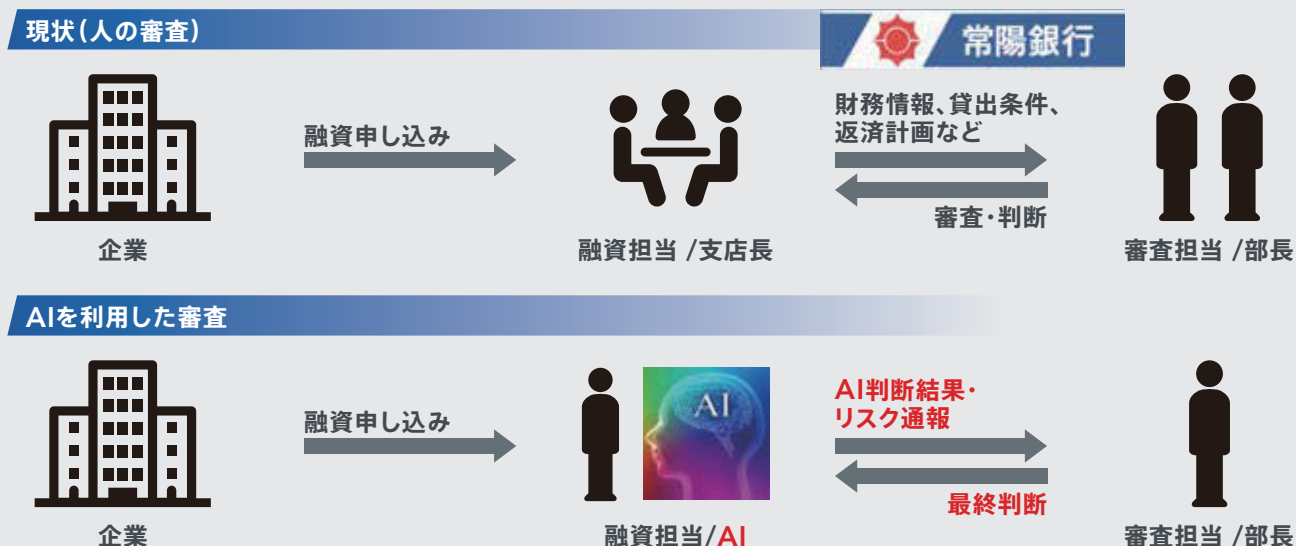 現状(人の審査)
常陽銀行
融資申し込み
財務情報、貸出条件、
返済計画など
審査・判断
企業
融資担当 /支店長
審査担当 /部長
AIを利用した審査
融資申し込み
AI
AI判断結果・
リスク通報
最終判断
企業
融資担当/AI
審査担当 /部長